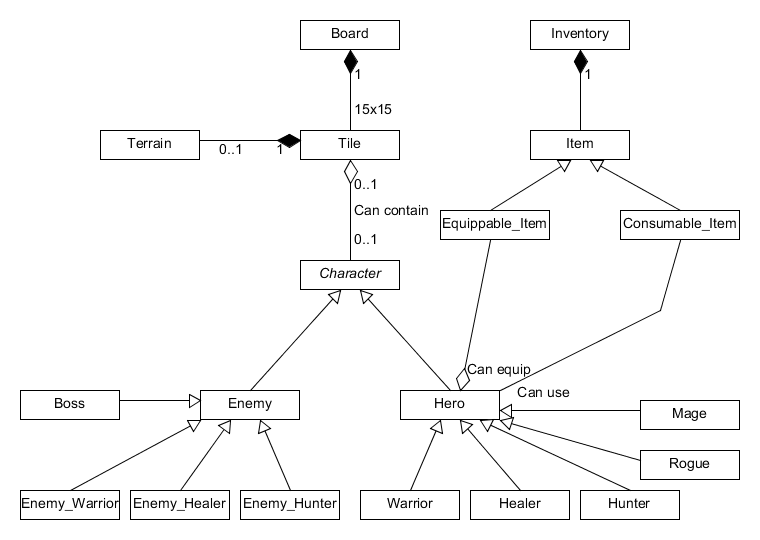 Board
Inventory
1
1
15x15
Terrain
0..1
1
Tile
Item
0..1
Can contain
0..1
Equippable_Item
Consumable_Item
Character
Can equip
Can use
Boss
Enemy
Hero
Mage
Rogue
Enemy_Warrior
Enemy_Healer
Enemy_Hunter
Warrior
Healer
Hunter